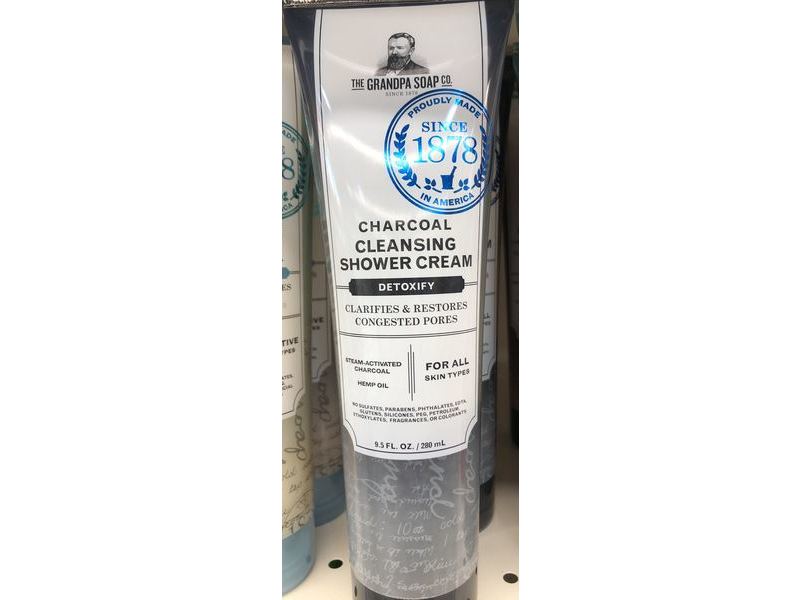 THE GRANDPA SOAP CO.
SINCE 1878
PROUDLY MADE
SINCE
1878
IN AMERICA
CHARCOAL
CLEANSING
SHOWER CREAM
DETOXIFY
CLARIFIES & RESTORES
CONGESTED PORES
STEAM-ACTIVATED
CHARCOAL
HEMP OIL
FOR ALL
SKIN TYPES
NO SULFATES, PARABENS, PHTHALATES, EDTA,
GLUTENS, SILICONES, PEG, PETROLEUM,
ETHOXYLATES, FRAGRANCES, OR COLORANTS
9.5 FL. OZ. / 280 mL